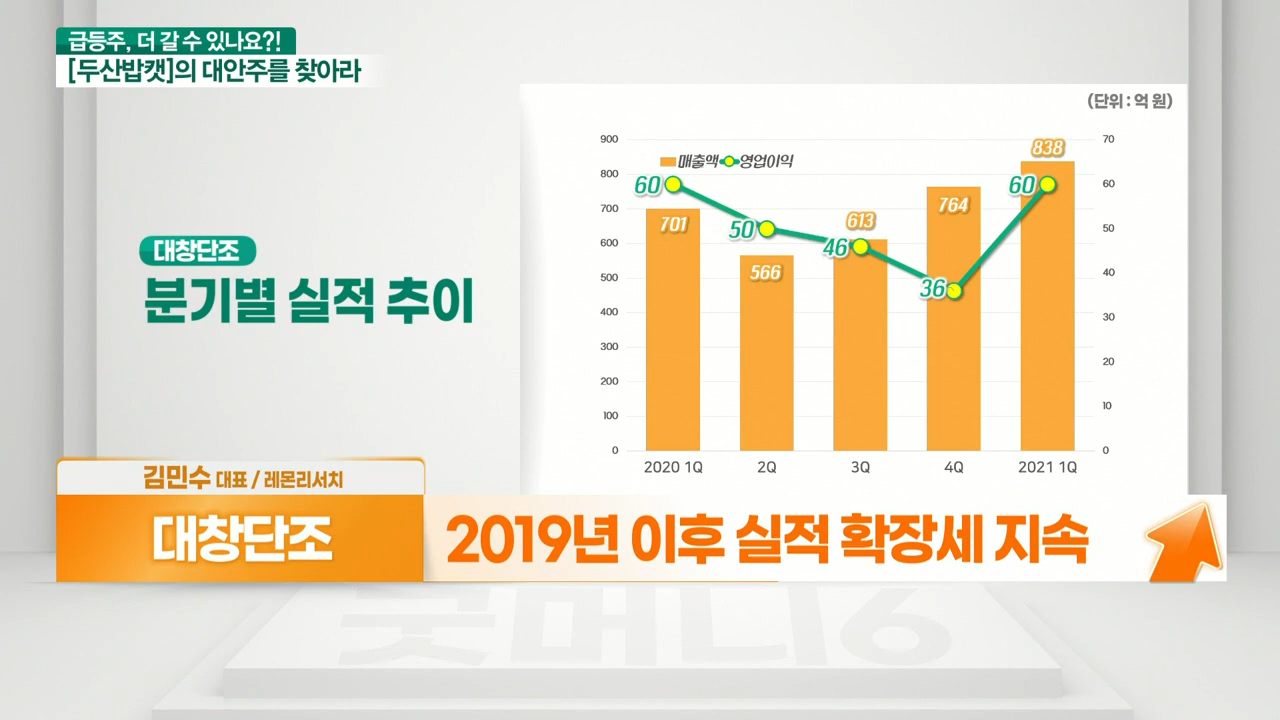 급등주, 더 갈 수 있나요?!
[두산밥캣]의 대안주를 찾아라
(단위 : 억 원)
대창단조
분기별 실적 추이
매출액 영업이익
900
800
700
600
500
400
300
200
100
0
70
60
50
40
30
20
10
0
60
50
46
36
60
701
566
613
764
838
2020 1Q 2Q 3Q 4Q 2021 1Q
김민수 대표 / 레몬리서치
대창단조
2019년 이후 실적 확장세 지속
굿머니6